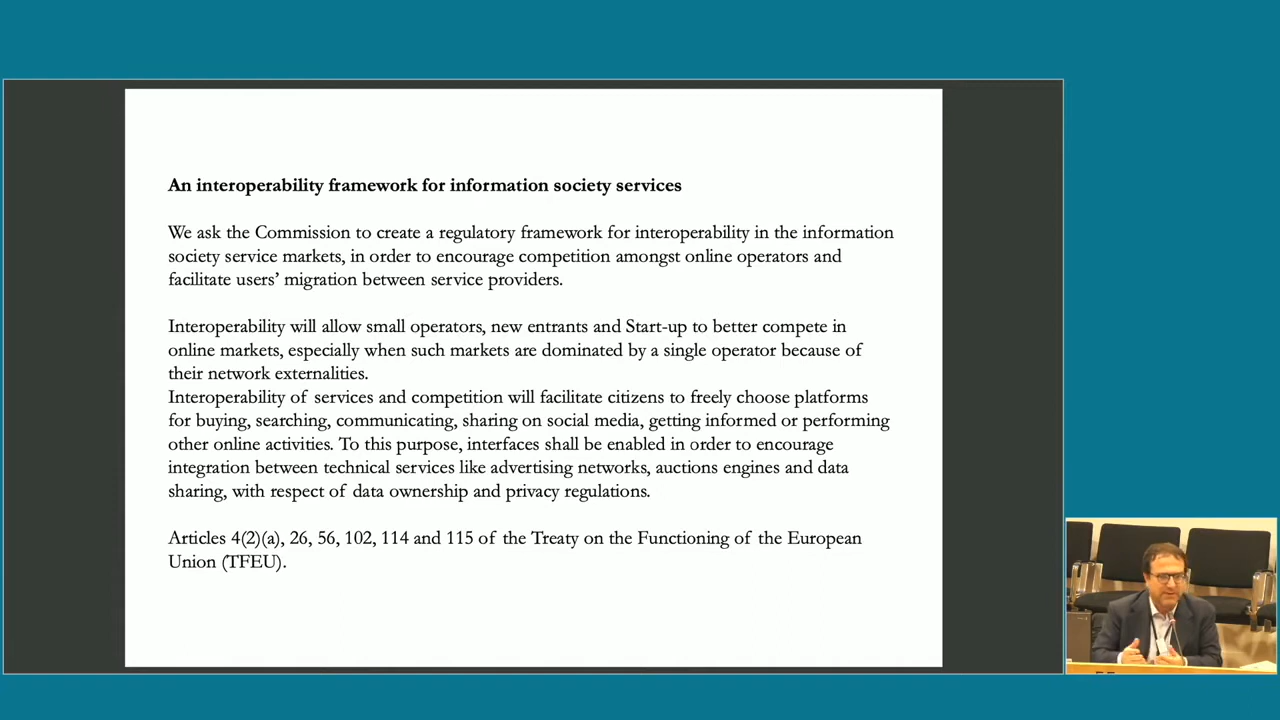 An interoperability framework for information society services
We ask the Commission to create a regulatory framework for interoperability in the information
society service markets, in order to encourage competition amongst online operators and
facilitate users’ migration between service providers.
Interoperability will allow small operators, new entrants and Start-up to better compete in
online markets, especially when such markets are dominated by a single operator because of
their network externalities.
Interoperability of services and competition will facilitate citizens to freely choose platforms
for buying, searching, communicating, sharing on social media, getting informed or performing
other online activities. To this purpose, interfaces shall be enabled in order to encourage
integration between technical services like advertising networks, auctions engines and data
sharing, with respect of data ownership and privacy regulations.
Articles 4(2)(a), 26, 56, 102, 114 and 115 of the Treaty on the Functioning of the European
Union (TFEU).